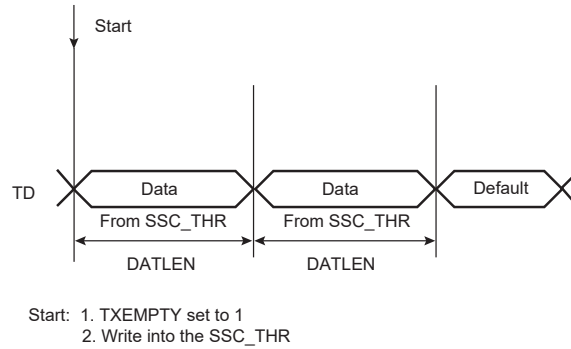 Start
TD
Data
Data
Default
From SSC_THR
From SSC_THR
DATLEN
DATLEN
Start: 1. TXEMPTY set to 1
2. Write into the SSC_THR